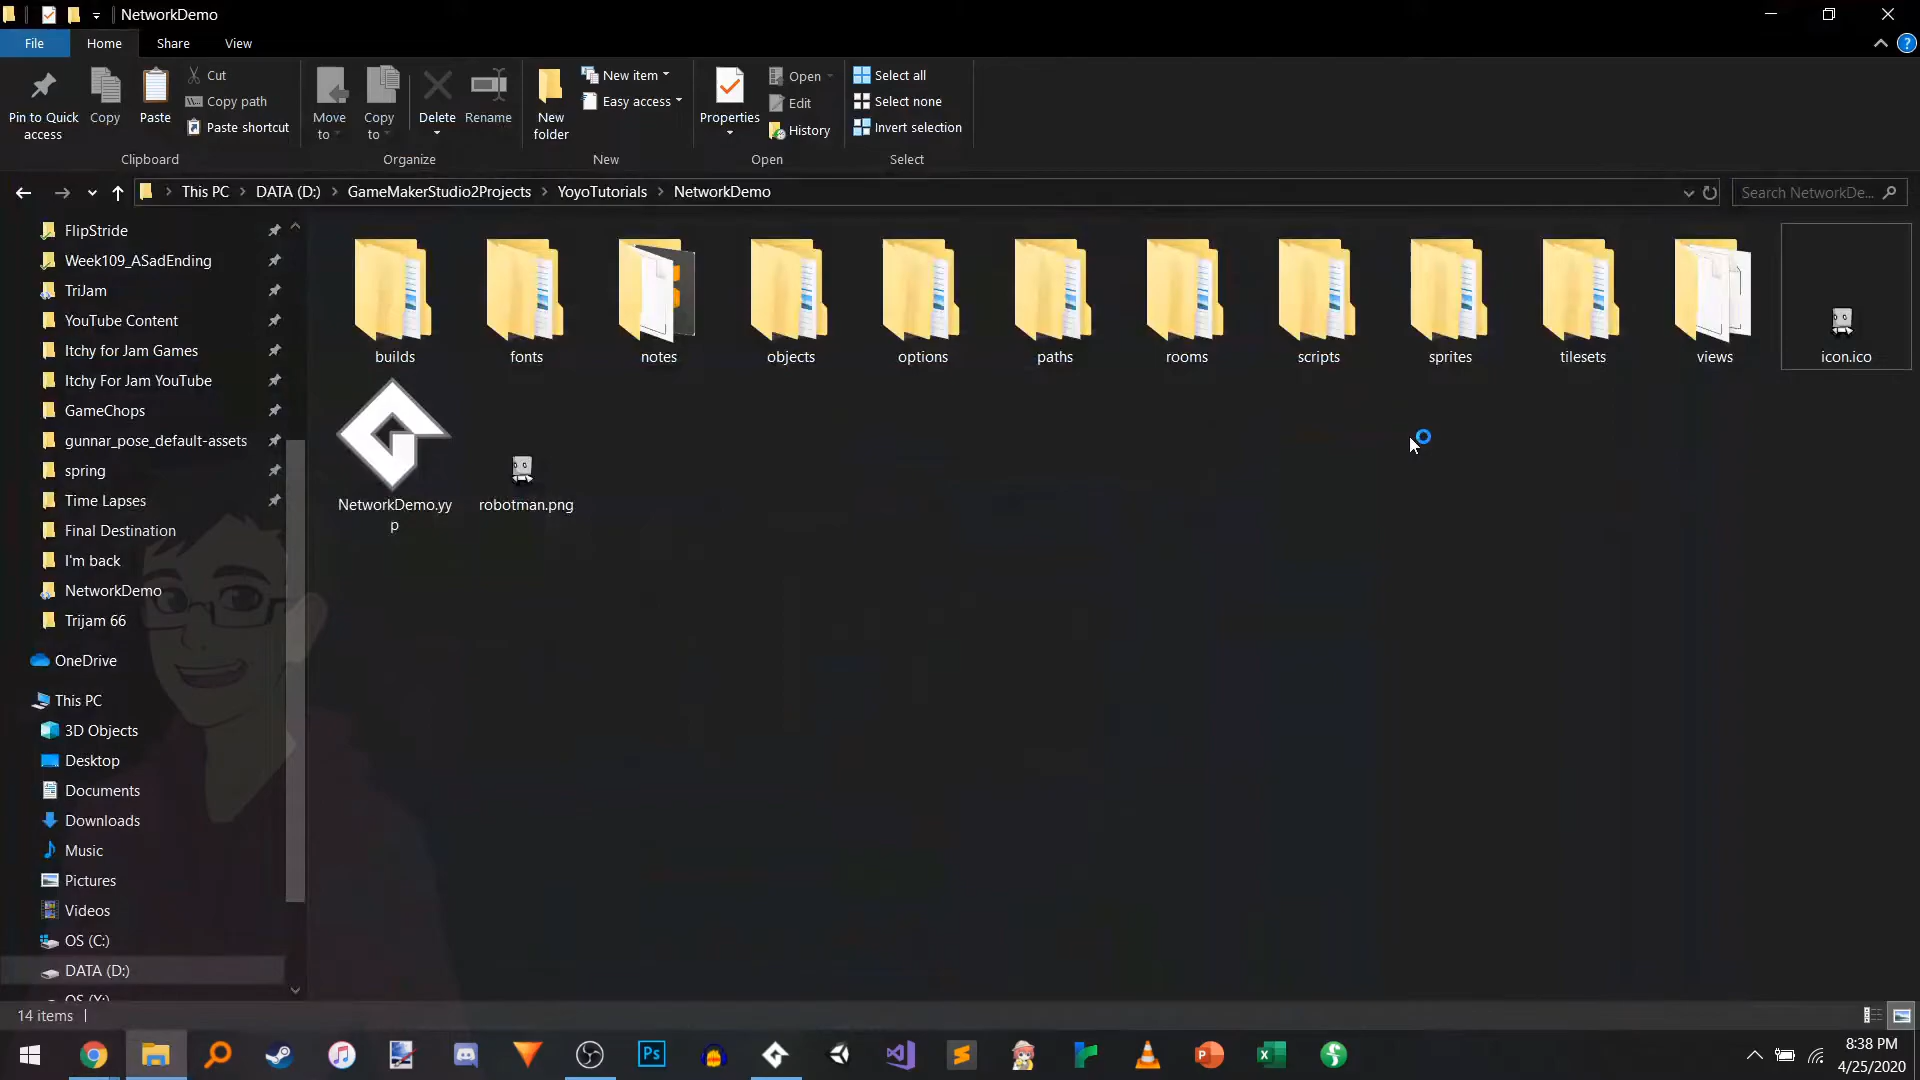 NetworkDemo
File Home Share View
Pin to Quick access
Copy
Paste
Cut
Copy path
Paste shortcut
Clipboard
Move to
Copy to
Delete
Rename
Organize
New folder
New item
Easy access
New
Properties
Open
Edit
History
Open
Select all
Select none
Invert selection
Select
This PC DATA (D:) GameMakerStudio2Projects YoyoTutorials NetworkDemo
Search NetworkDe...
FlipStride
Week109_ASadEnding
TriJam
YouTube Content
Itchy for Jam Games
Itchy For Jam YouTube
GameChops
gunnar_pose_default-assets
spring
Time Lapses
Final Destination
I'm back
NetworkDemo
Trijam 66
OneDrive
This PC
3D Objects
Desktop
Documents
Downloads
Music
Pictures
Videos
OS (C:)
DATA (D:)
OS (Y:)
builds fonts notes objects options paths rooms scripts sprites tilesets views icon.ico
NetworkDemo.yy
p
robotman.png
14 items
Ps
8:38 PM
4/25/2020